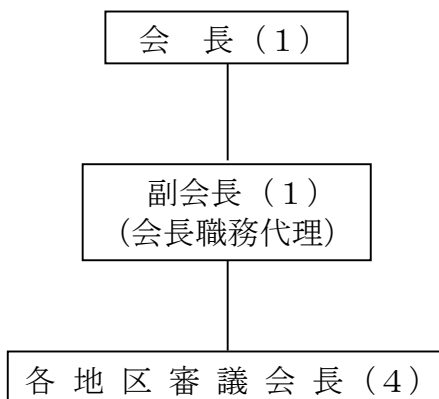 会　長（１）
副会長（１）
（会長職務代理）
各 地 区 審 議 会 長（４）